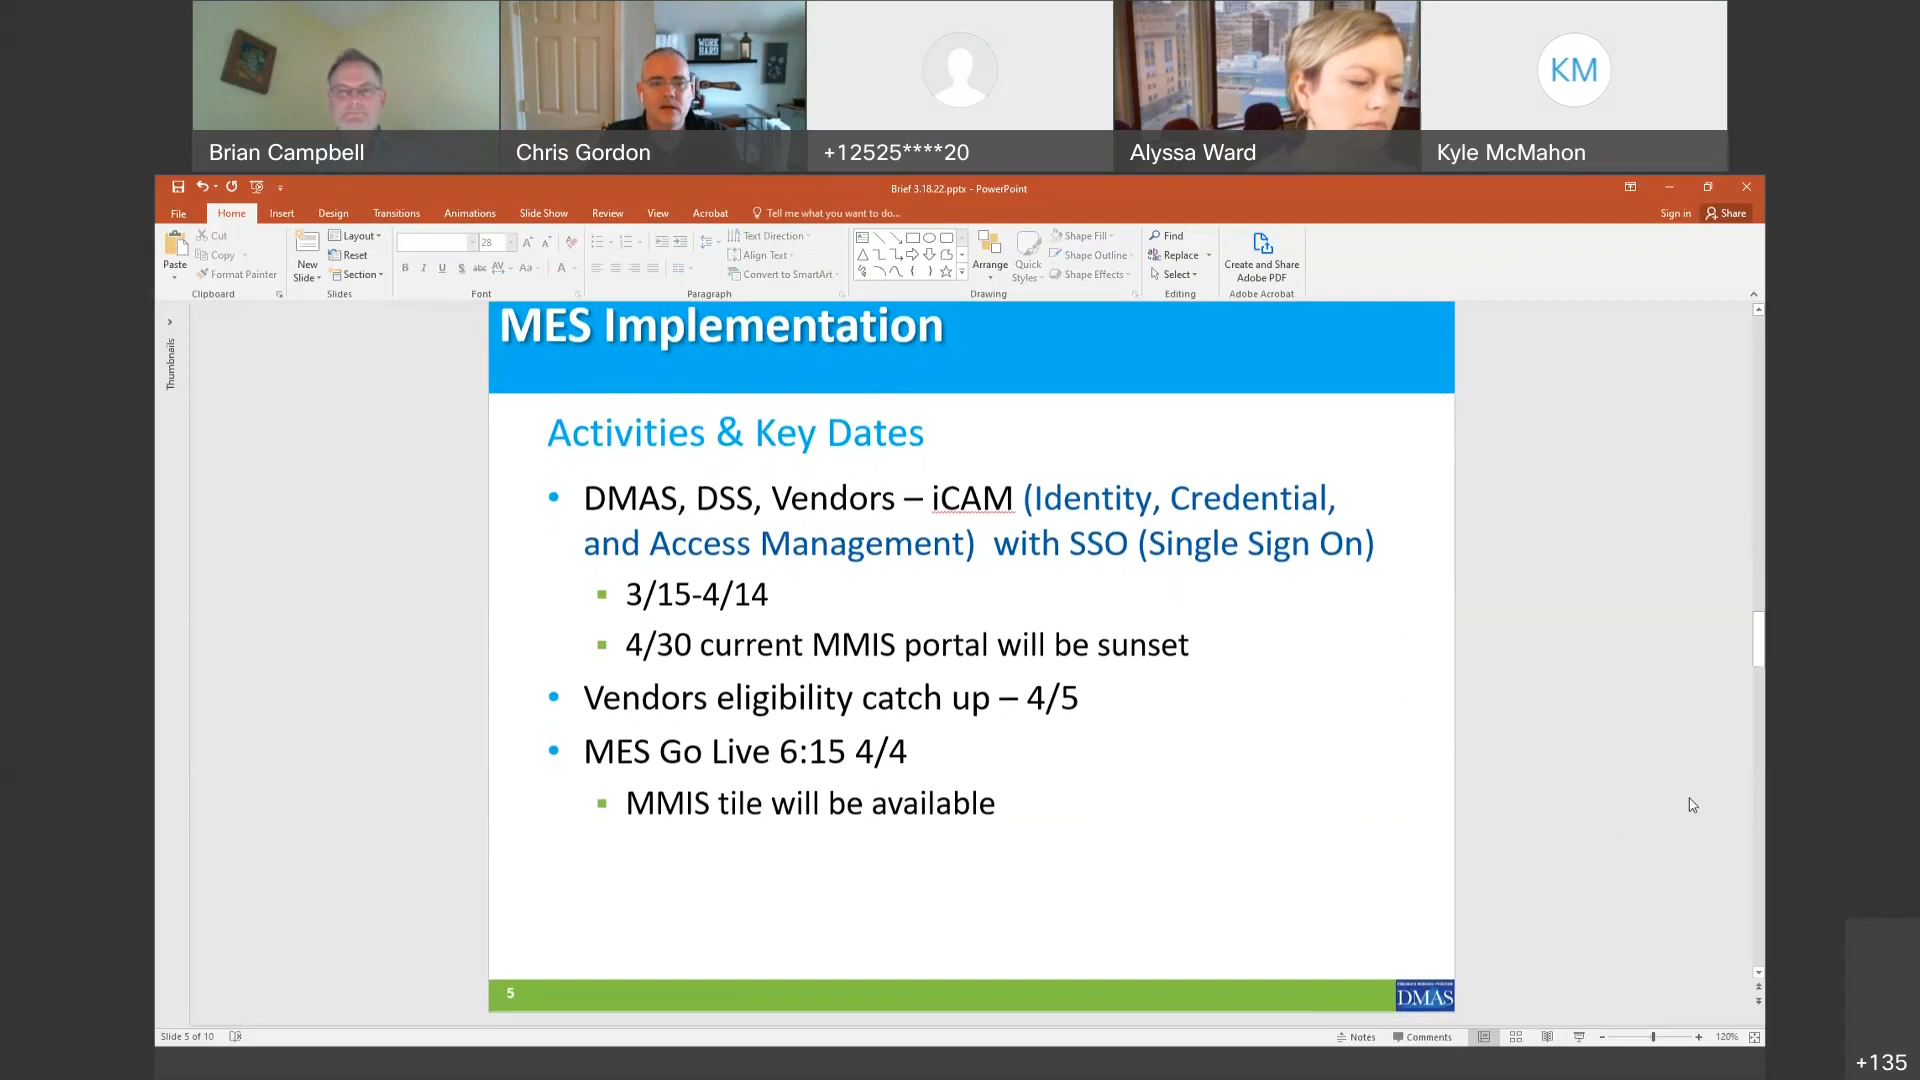 WORK
HARD
KM
Brian Campbell
Chris Gordon
+12525****20
Alyssa Ward
Kyle McMahon
Brief 3.18.22.pptx - PowerPoint
File
Home
Insert
Design
Transitions
Animations
Slide Show
Review
View
Acrobat
Tell me what you want to do...
Sign in
Share
Paste
Cut
Copy
Format Painter
Clipboard
New
Slide
Layout
Reset
Section
Slides
28
B I U S abc AV Aa A
Font
Text Direction
Align Text
Convert to SmartArt
Paragraph
Arrange
Quick
Styles
Shape Fill
Shape Outline
Shape Effects
Drawing
Find
Replace
Select
Editing
Create and Share
Adobe PDF
Adobe Acrobat
Thumbnails
MES Implementation
Activities & Key Dates
• DMAS, DSS, Vendors – iCAM (Identity, Credential,
and Access Management) with SSO (Single Sign On)
▪ 3/15-4/14
▪ 4/30 current MMIS portal will be sunset
• Vendors eligibility catch up – 4/5
• MES Go Live 6:15 4/4
▪ MMIS tile will be available
5
DMAS
Slide 5 of 10
Notes
Comments
120%
+135